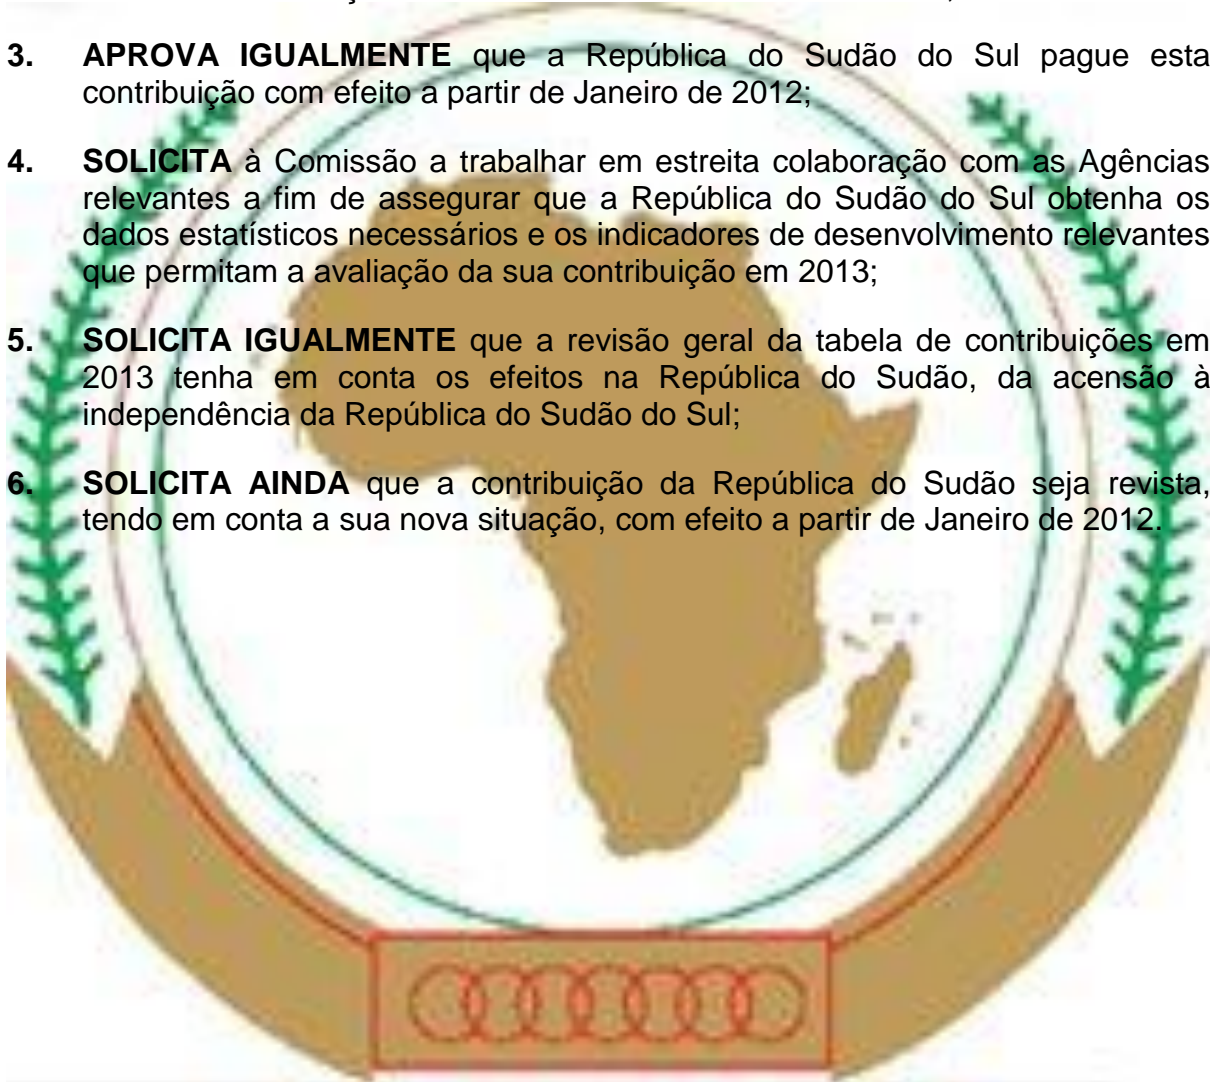 3. APROVA IGUALMENTE que a República do Sudão do Sul pague esta
contribuição com efeito a partir de Janeiro de 2012;
4. SOLICITA à Comissão a trabalhar em estreita colaboração com as Agências
relevantes a fim de assegurar que a República do Sudão do Sul obtenha os
dados estatísticos necessários e os indicadores de desenvolvimento relevantes
que permitam a avaliação da sua contribuição em 2013;
5. SOLICITA IGUALMENTE que a revisão geral da tabela de contribuições em
2013 tenha em conta os efeitos na República do Sudão, da acensão à
independência da República do Sudão do Sul;
6. SOLICITA AINDA que a contribuição da República do Sudão seja revista,
tendo em conta a sua nova situação, com efeito a partir de Janeiro de 2012.